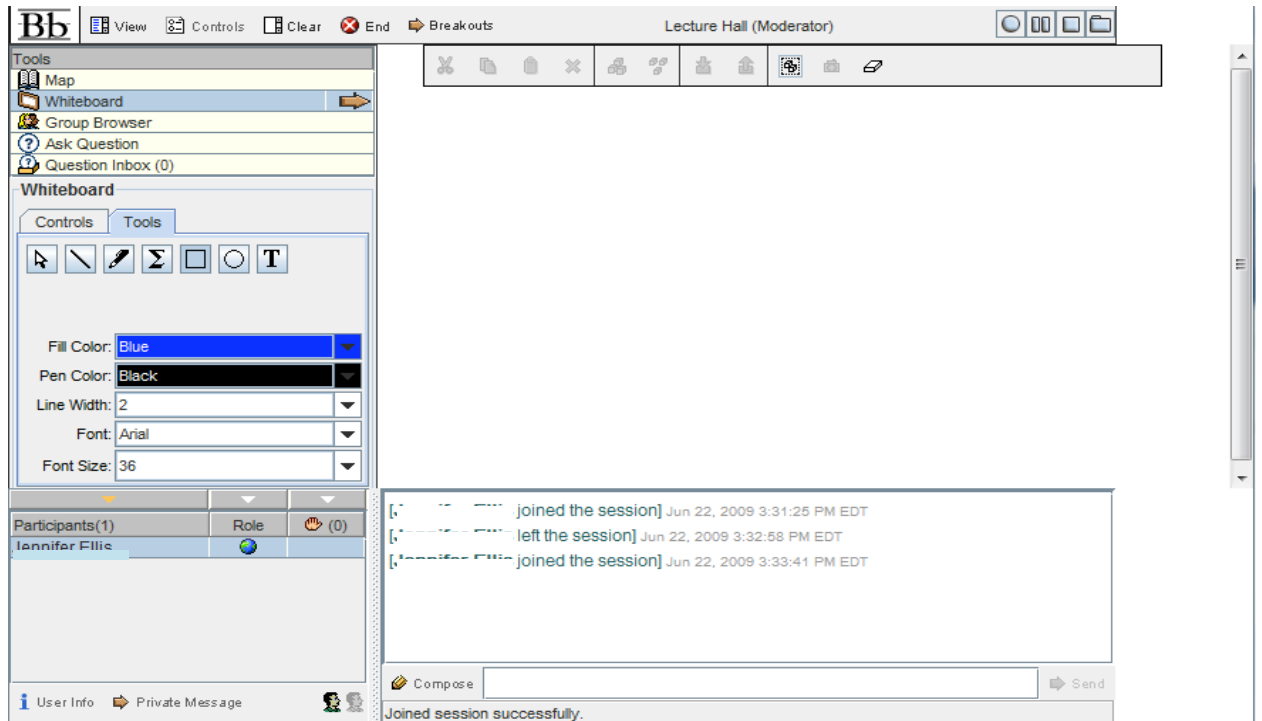 Bb View Controls Clear End Breakouts Lecture Hall (Moderator)
Tools
Map
Whiteboard
Group Browser
Ask Question
Question Inbox (0)
Whiteboard
Controls Tools
Σ T
Fill Color: Blue
Pen Color: Black
Line Width: 2
Font: Arial
Font Size: 36
Participants(1) Role (0)
Jennifer Ellis
[ joined the session] Jun 22, 2009 3:31:25 PM EDT
[ left the session] Jun 22, 2009 3:32:58 PM EDT
[Jennifer Ellis joined the session] Jun 22, 2009 3:33:41 PM EDT
Compose Send
User Info Private Message
Joined session successfully.